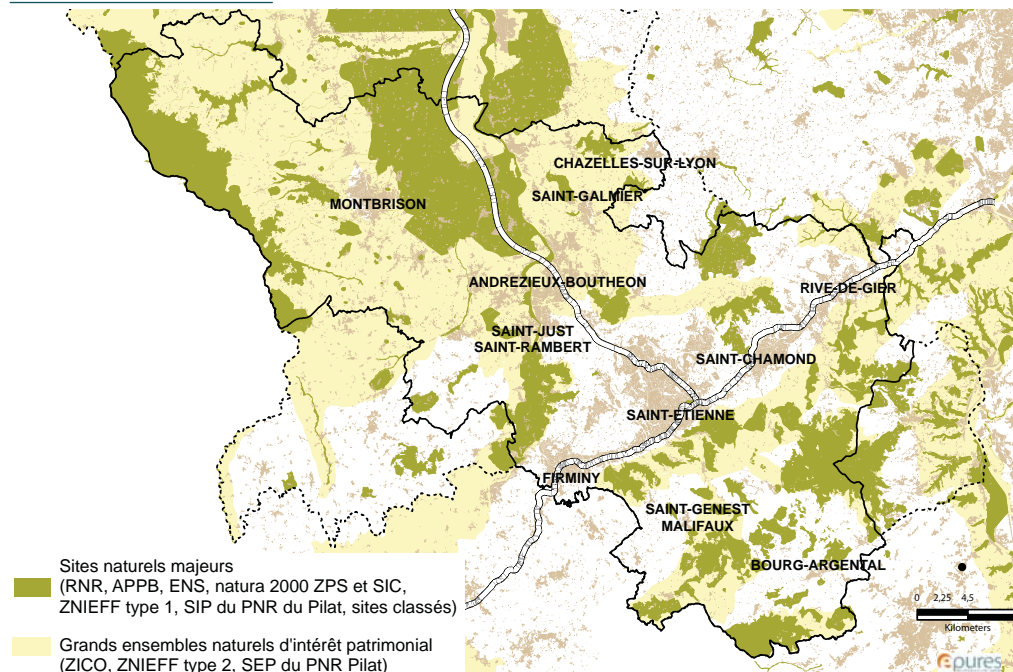 CHAZELLES-SUR-LYON
SAINT-GALMIER
MONTBRISON
ANDREZIEUX-BOUTHEON
RIVE-DE-GIER
SAINT-JUST
SAINT-RAMBERT
SAINT-CHAMOND
SAINT-ETIENNE
FIRMINY
SAINT-GENEST
MALIFAUX
BOURG-ARGENTAL
Sites naturels majeurs
(RNR, APPB, ENS, natura 2000 ZPS et SIC,
ZNIEFF type 1, SIP du PNR du Pilat, sites classés)
Grands ensembles naturels d'intérêt patrimonial
(ZICO, ZNIEFF type 2, SEP du PNR Pilat)
0 2,25 4,5
Kilometers
epures